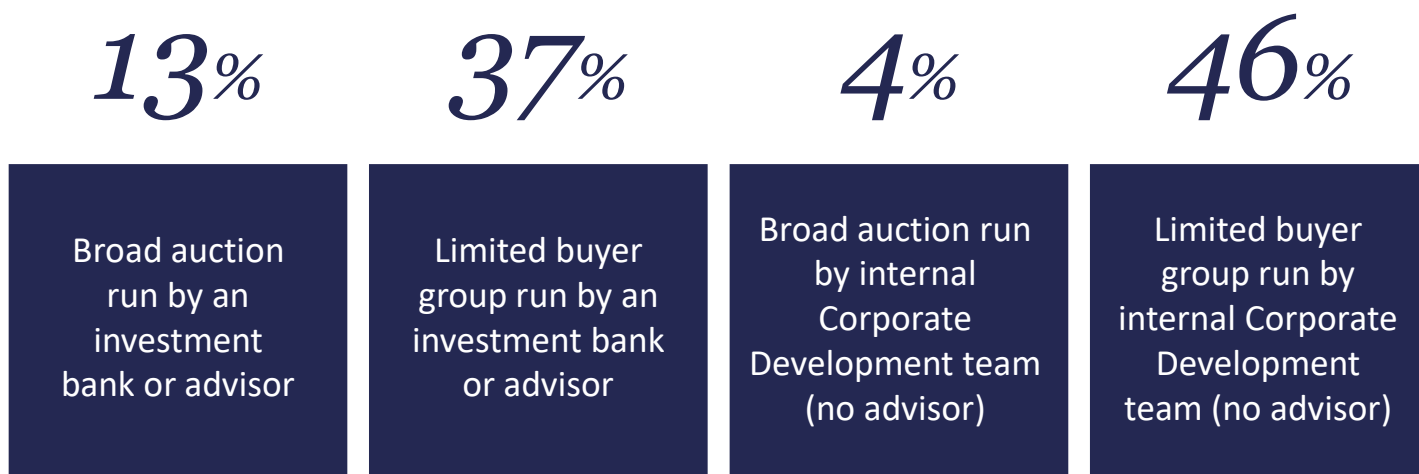 13%
37%
4%
46%
Broad auction
run by an
investment
bank or advisor
Limited buyer
group run by an
investment bank
or advisor
Broad auction run
by internal
Corporate
Development team
(no advisor)
Limited buyer
group run by
internal Corporate
Development
team (no advisor)